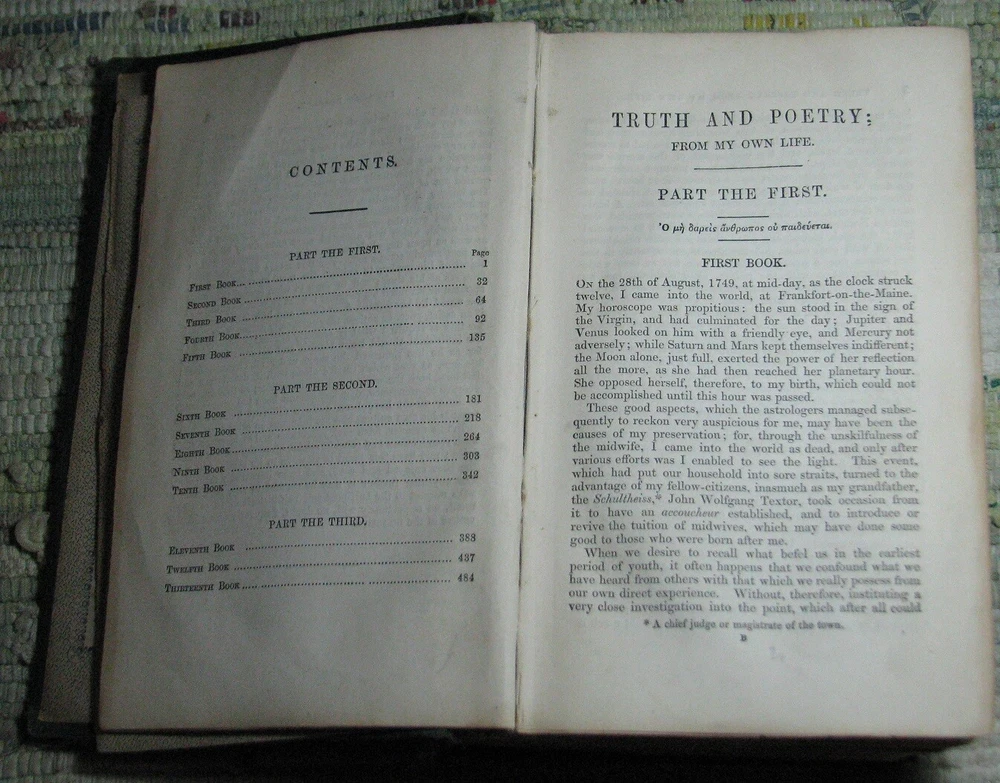 CONTENTS.
PART THE FIRST.
Page
First Book 1
Second Book 32
Third Book 64
Fourth Book 92
Fifth Book 135
PART THE SECOND.
Sixth Book 181
Seventh Book 218
Eighth Book 264
Ninth Book 303
Tenth Book 342
PART THE THIRD.
Eleventh Book 388
Twelfth Book 437
Thirteenth Book 484
TRUTH AND POETRY:
FROM MY OWN LIFE.
PART THE FIRST.
Ὁ μὴ δαρεὶς ἄνθρωπος οὐ παιδεύεται.
FIRST BOOK.
On the 28th of August, 1749, at mid-day, as the clock struck
twelve, I came into the world, at Frankfort-on-the-Maine.
My horoscope was propitious: the sun stood in the sign of
the Virgin, and had culminated for the day; Jupiter and
Venus looked on him with a friendly eye, and Mercury not
adversely; while Saturn and Mars kept themselves indifferent;
the Moon alone, just full, exerted the power of her reflection
all the more, as she had then reached her planetary hour.
She opposed herself, therefore, to my birth, which could not
be accomplished until this hour was passed.
These good aspects, which the astrologers managed subse-
quently to reckon very auspicious for me, may have been the
causes of my preservation; for, through the unskilfulness of
the midwife, I came into the world as dead, and only after
various efforts was I enabled to see the light. This event,
which had put our household into sore straits, turned to the
advantage of my fellow-citizens, inasmuch as my grandfather,
the Schultheiss,* John Wolfgang Textor, took occasion from
it to have an accoucheur established, and to introduce or
revive the tuition of midwives, which may have done some
good to those who were born after me.
When we desire to recall what befel us in the earliest
period of youth, it often happens that we confound what we
have heard from others with that which we really possess from
our own direct experience. Without, therefore, instituting a
very close investigation into the point, which after all could
* A chief judge or magistrate of the town.
B